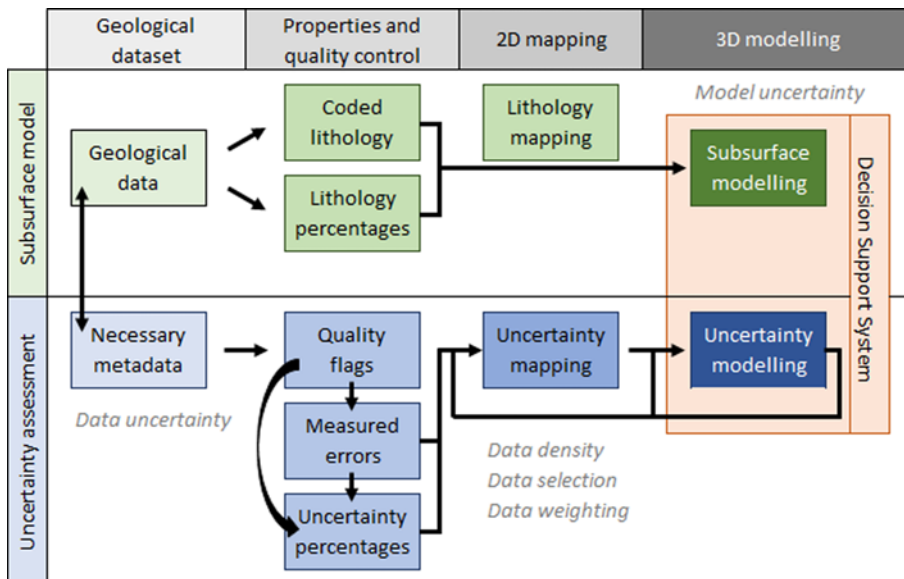 Geological
dataset
Properties and
quality control
2D mapping
3D modelling
Subsurface model
Geological
data
Coded
lithology
Lithology
percentages
Lithology
mapping
Model uncertainty
Subsurface
modelling
Decision Support System
Uncertainty assessment
Necessary
metadata
Data uncertainty
Quality
flags
Measured
errors
Uncertainty
percentages
Uncertainty
mapping
Data density
Data selection
Data weighting
Uncertainty
modelling